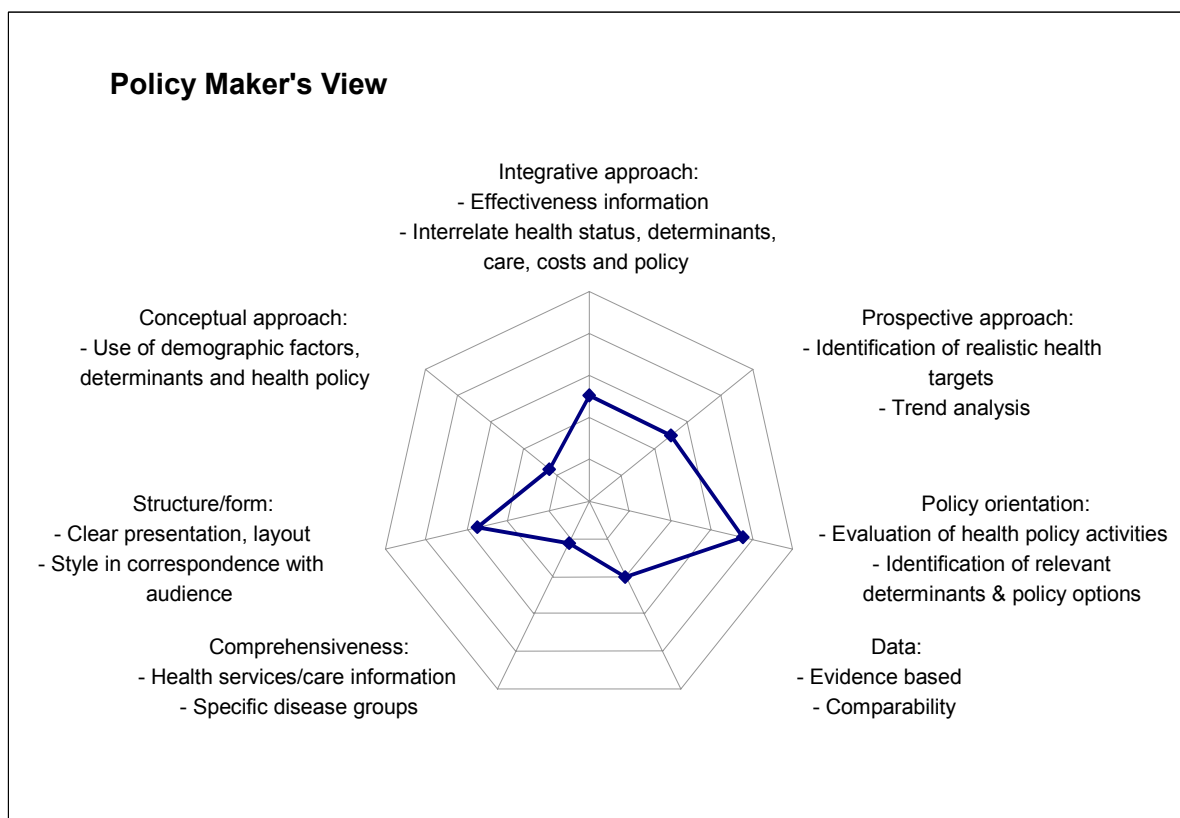 Policy Maker's View
Integrative approach:
- Effectiveness information
- Interrelate health status, determinants,
care, costs and policy
Prospective approach:
- Identification of realistic health
targets
- Trend analysis
Policy orientation:
- Evaluation of health policy activities
- Identification of relevant
determinants & policy options
Data:
- Evidence based
- Comparability
Comprehensiveness:
- Health services/care information
- Specific disease groups
Structure/form:
- Clear presentation, layout
- Style in correspondence with
audience
Conceptual approach:
- Use of demographic factors,
determinants and health policy